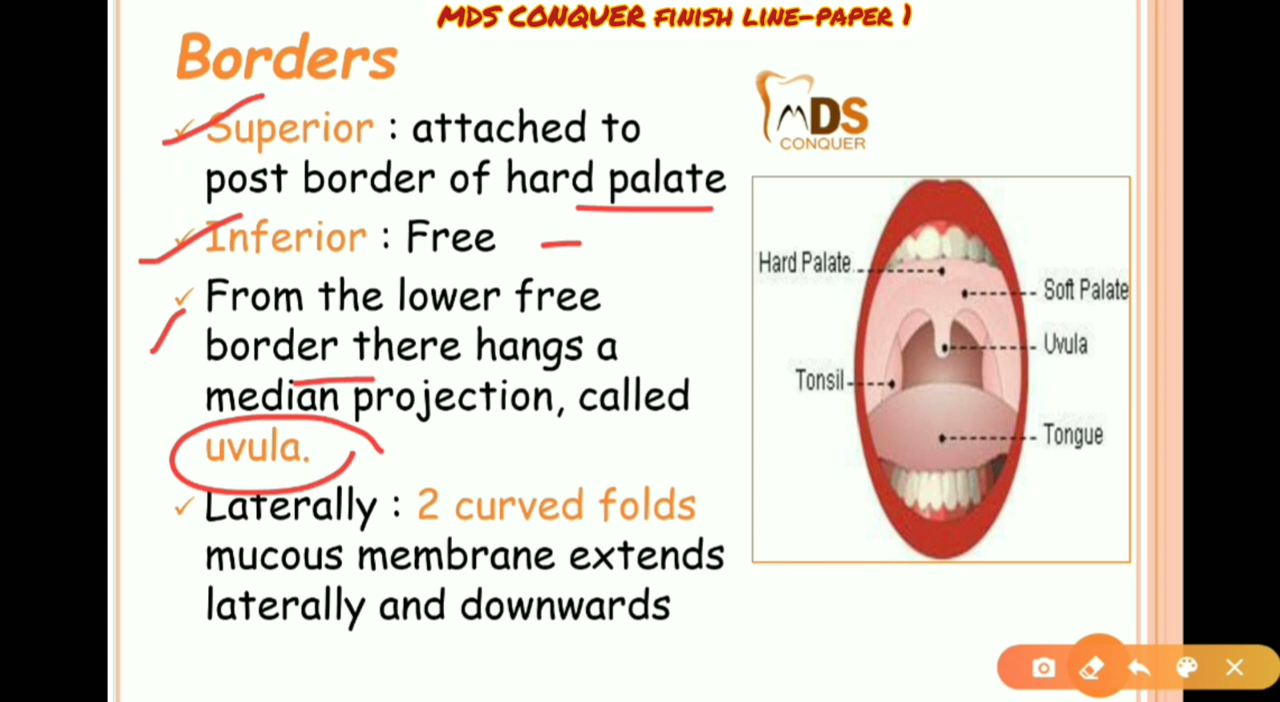 MDS CONQUER FINISH LINE-PAPER 1
Borders
✓ Superior : attached to
post border of hard palate
✓ Inferior : Free
✓ From the lower free
border there hangs a
median projection, called
uvula.
✓ Laterally : 2 curved folds
mucous membrane extends
laterally and downwards
MDS
CONQUER
Hard Palate
Soft Palate
Uvula
Tonsil
Tongue